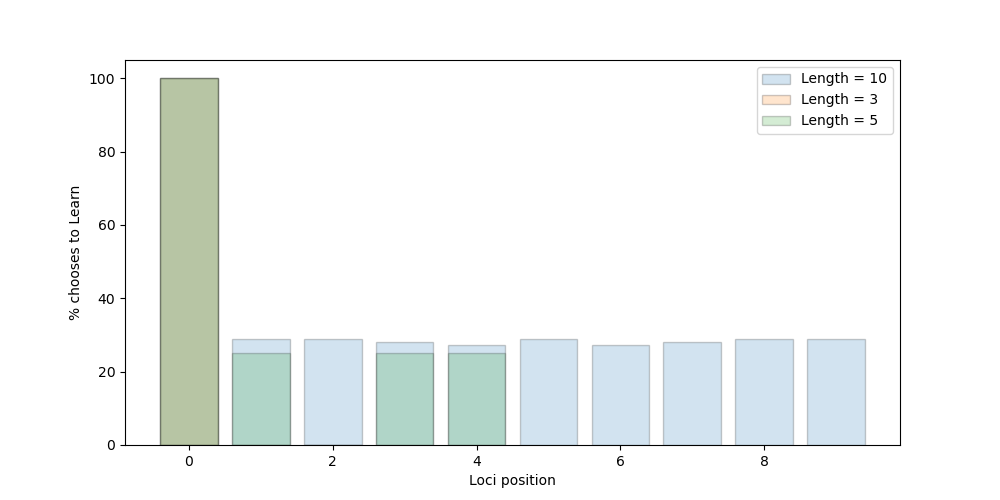 Length = 10
Length = 3
Length = 5
% chooses to Learn
100
80
60
40
20
0
0 2 4 6 8
Loci position